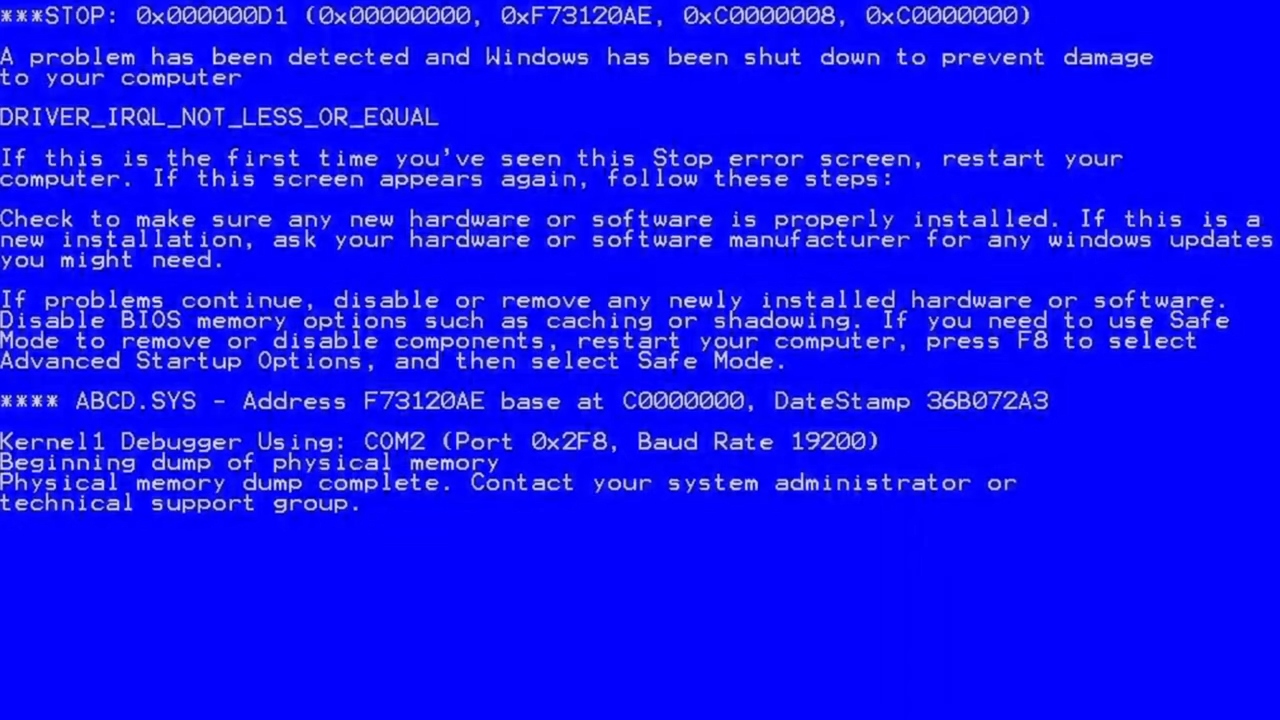 ***STOP: 0x000000D1 (0x00000000, 0xF73120AE, 0xC0000008, 0xC0000000)
A problem has been detected and Windows has been shut down to prevent damage
to your computer
DRIVER_IRQL_NOT_LESS_OR_EQUAL
If this is the first time you've seen this Stop error screen, restart your
computer. If this screen appears again, follow these steps:
Check to make sure any new hardware or software is properly installed. If this is a
new installation, ask your hardware or software manufacturer for any windows updates
you might need.
If problems continue, disable or remove any newly installed hardware or software.
Disable BIOS memory options such as caching or shadowing. If you need to use Safe
Mode to remove or disable components, restart your computer, press F8 to select
Advanced Startup Options, and then select Safe Mode.
**** ABCD.SYS - Address F73120AE base at C0000000, DateStamp 36B072A3
Kernel1 Debugger Using: COM2 (Port 0x2F8, Baud Rate 19200)
Beginning dump of physical memory
Physical memory dump complete. Contact your system administrator or
technical support group.